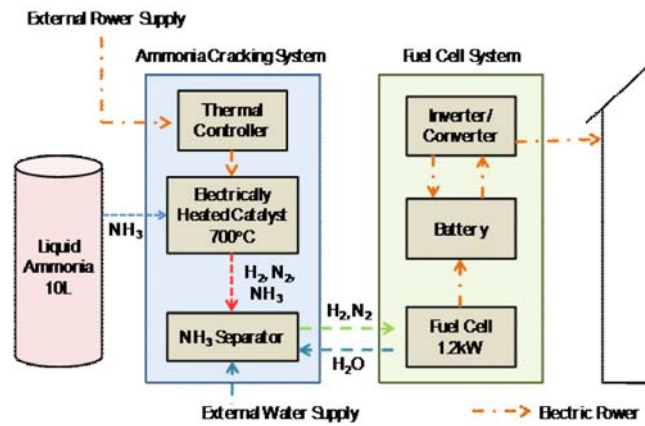 External Power Supply
Ammonia Cracking System
Fuel Cell System
Thermal
Controller
Inverter/
Converter
Electrically
Heated Catalyst
700°C
NH₃
Battery
Liquid
Ammonia
10L
H₂, N₂,
NH₃
H₂,N₂
NH₃ Separator
Fuel Cell
1.2kW
H₂O
External Water Supply
Electric Power